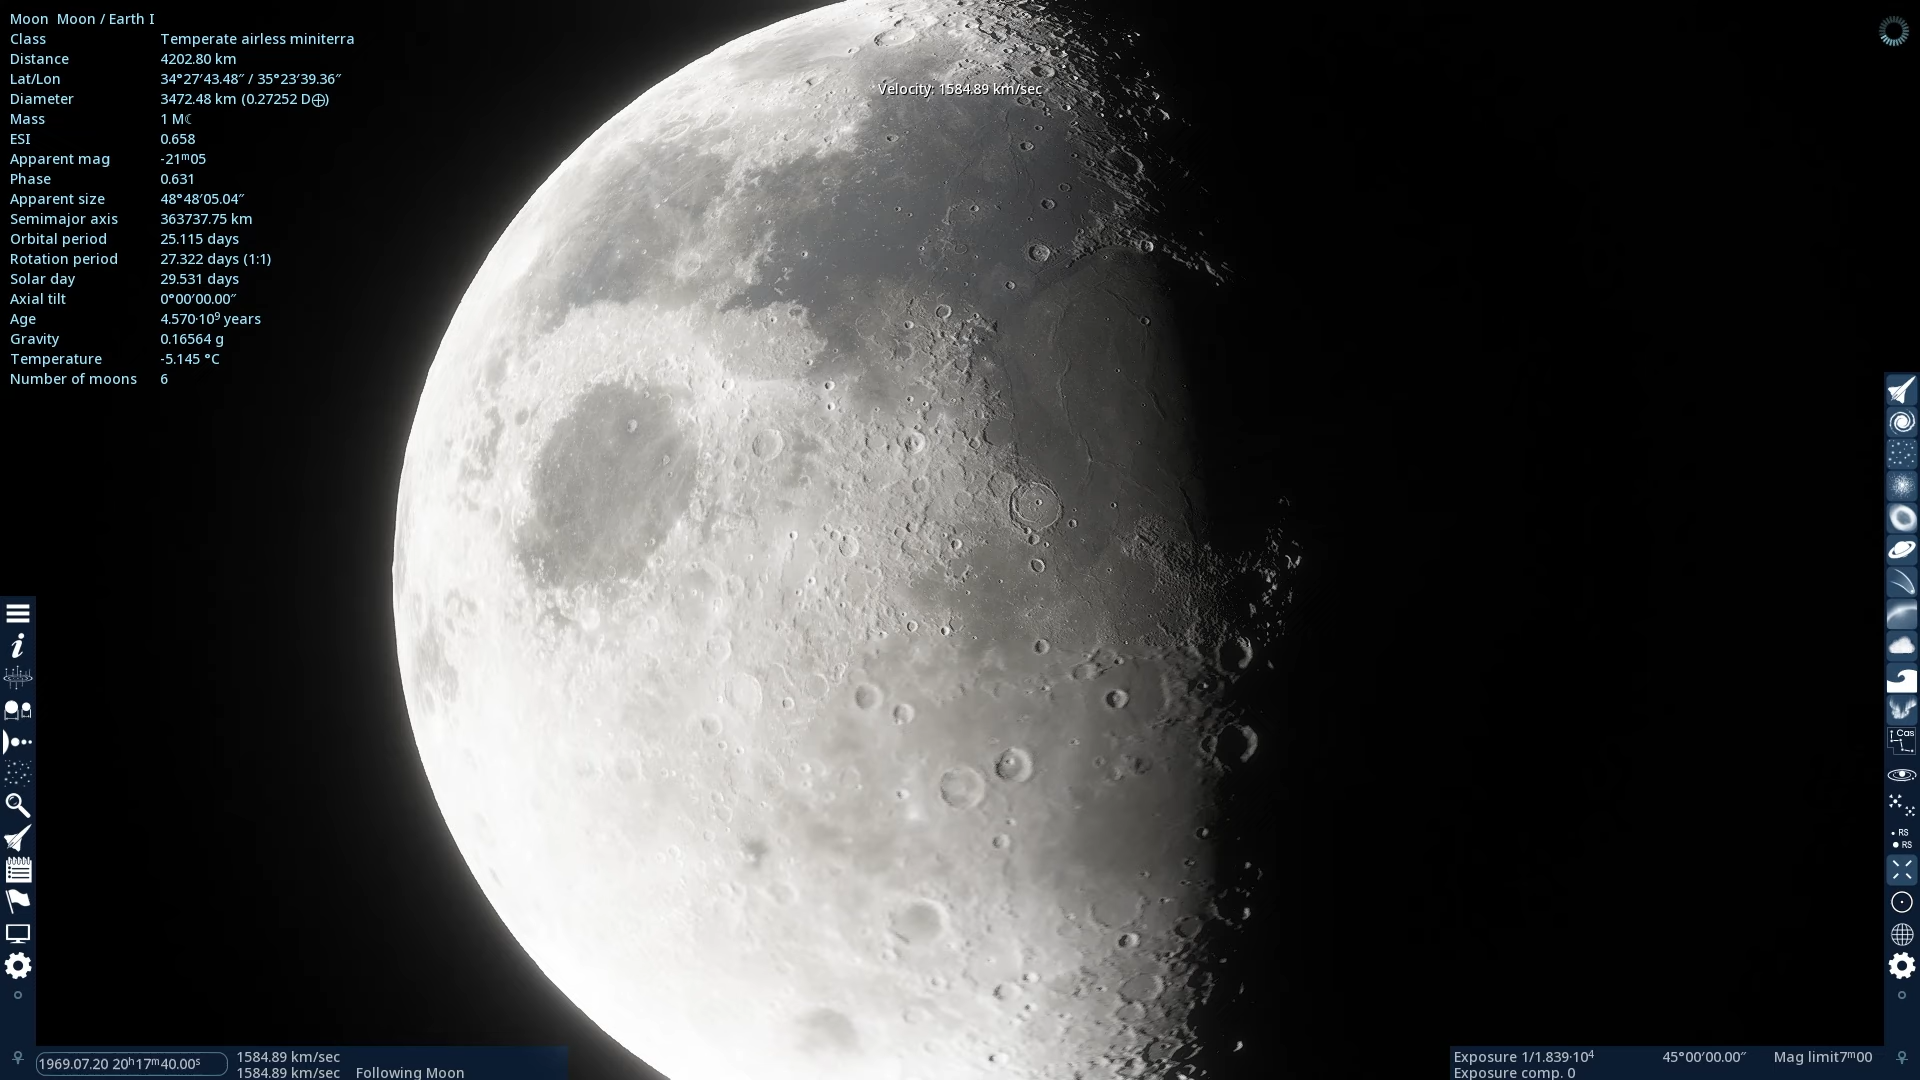 Moon Moon / Earth I
Class Temperate airless miniterra
Distance 4202.80 km
Lat/Lon 34°27′43.48″ / 35°23′39.36″
Diameter 3472.48 km (0.27252 D⊕)
Mass 1 M☾
ESI 0.658
Apparent mag -21ᵐ05
Phase 0.631
Apparent size 48°48′05.04″
Semimajor axis 363737.75 km
Orbital period 25.115 days
Rotation period 27.322 days (1:1)
Solar day 29.531 days
Axial tilt 0°00′00.00″
Age 4.570·10⁹ years
Gravity 0.16564 g
Temperature -5.145 °C
Number of moons 6
Velocity: 1584.89 km/sec
Cas
RS
RS
1969.07.20 20ʰ17ᵐ40.00ˢ
1584.89 km/sec
1584.89 km/sec Following Moon
Exposure 1/1.839·10⁴ 45°00′00.00″ Mag limit7ᵐ00
Exposure comp. 0